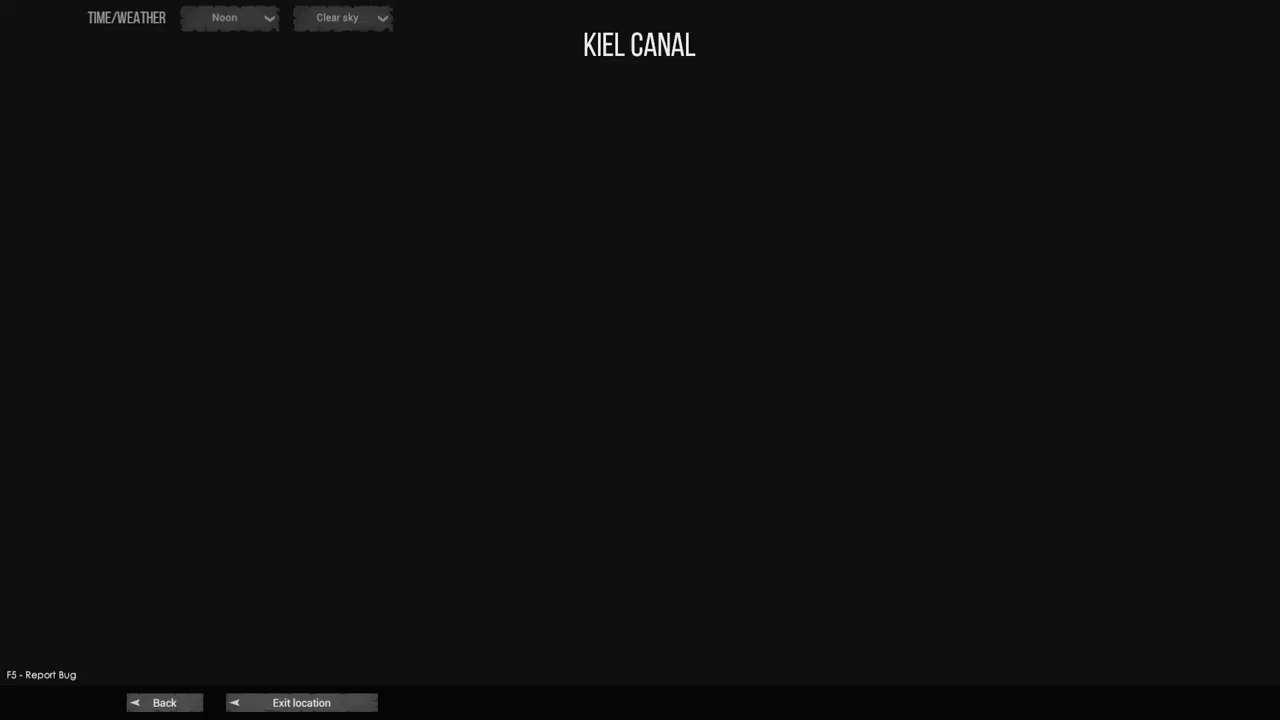 TIME/WEATHER Noon Clear sky
KIEL CANAL
F5 - Report Bug
Back Exit location